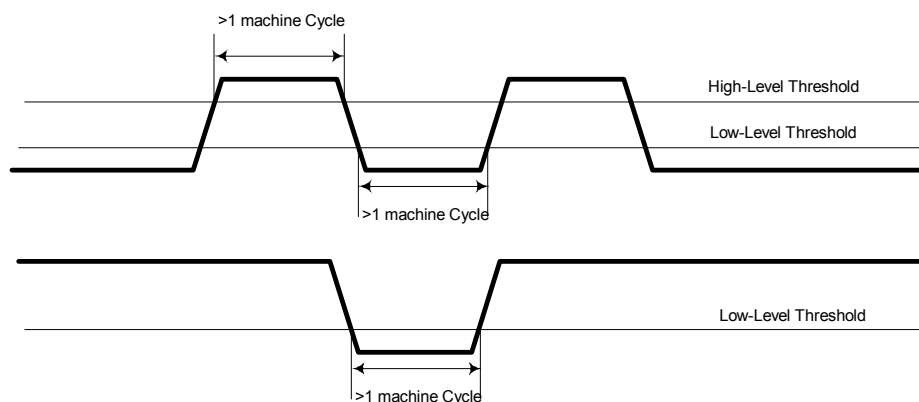 >1 machine Cycle
High-Level Threshold
Low-Level Threshold
>1 machine Cycle
Low-Level Threshold
>1 machine Cycle